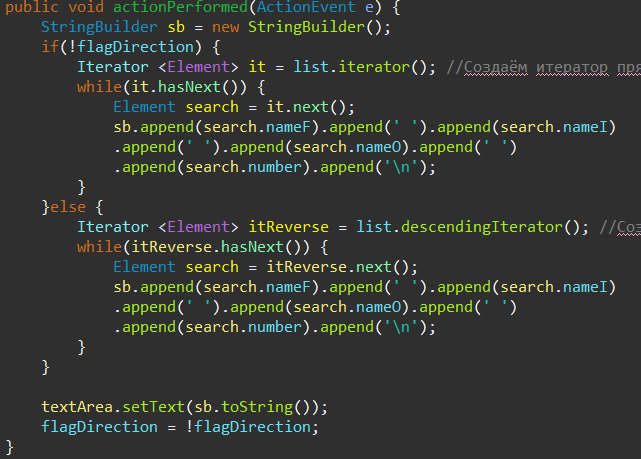 public void actionPerformed(ActionEvent e) {
StringBuilder sb = new StringBuilder();
if(!flagDirection) {
Iterator <Element> it = list.iterator(); //Создаём итератор пря
while(it.hasNext()) {
Element search = it.next();
sb.append(search.nameF).append(' ').append(search.nameI)
.append(' ').append(search.nameO).append(' ')
.append(search.number).append('\n');
}
}else {
Iterator <Element> itReverse = list.descendingIterator(); //Соз
while(itReverse.hasNext()) {
Element search = itReverse.next();
sb.append(search.nameF).append(' ').append(search.nameI)
.append(' ').append(search.nameO).append(' ')
.append(search.number).append('\n');
}
}
textArea.setText(sb.toString());
flagDirection = !flagDirection;
}